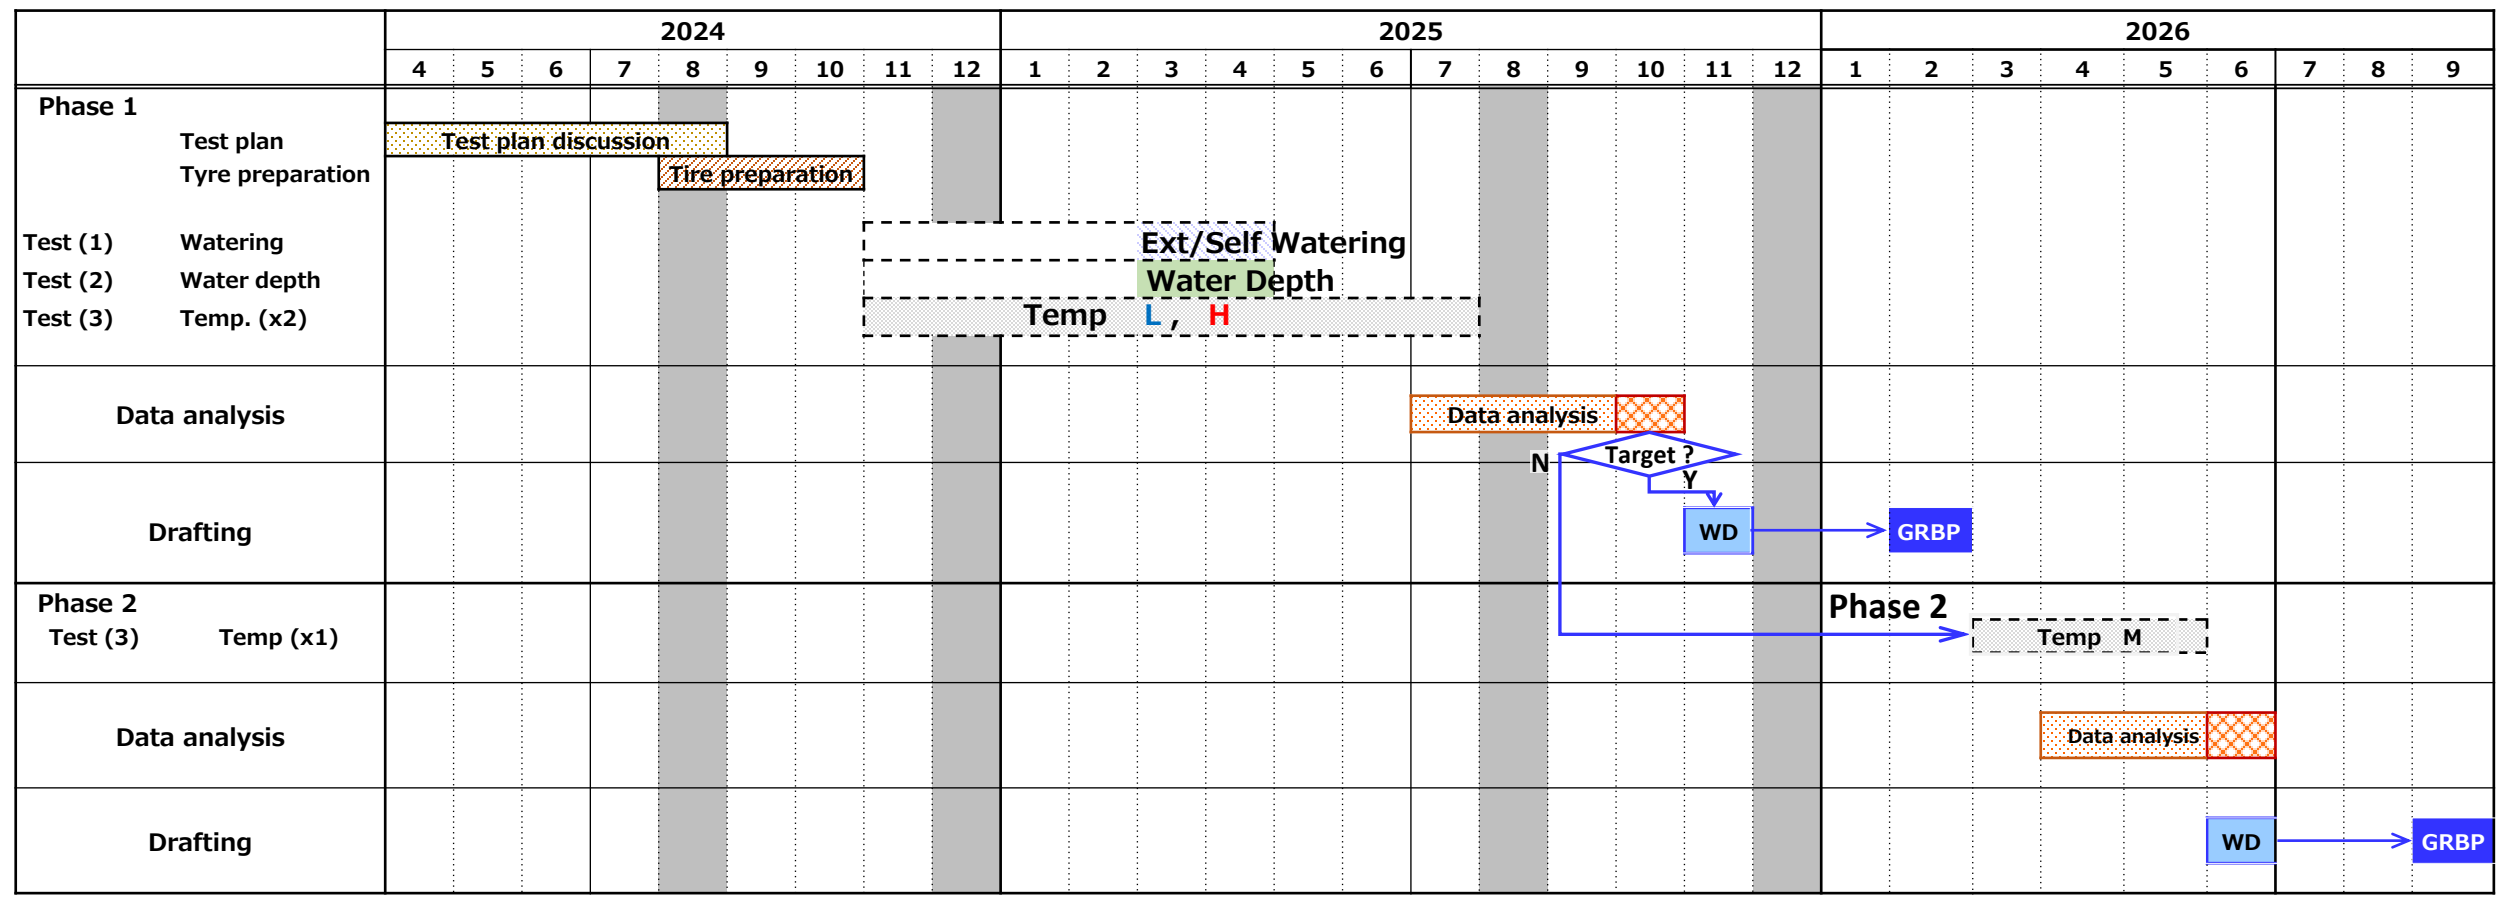 2024 2025 2026
4 5 6 7 8 9 10 11 12 1 2 3 4 5 6 7 8 9 10 11 12 1 2 3 4 5 6 7 8 9
Phase 1
Test plan Test plan discussion
Tyre preparation Tire preparation
Test (1) Watering Ext/Self Watering
Test (2) Water depth Water Depth
Test (3) Temp. (x2) Temp L , H
Data analysis Data analysis
Target ?
N
Y
Drafting WD GRBP
Phase 2 Phase 2
Test (3) Temp (x1) Temp M
Data analysis Data analysis
Drafting WD GRBP